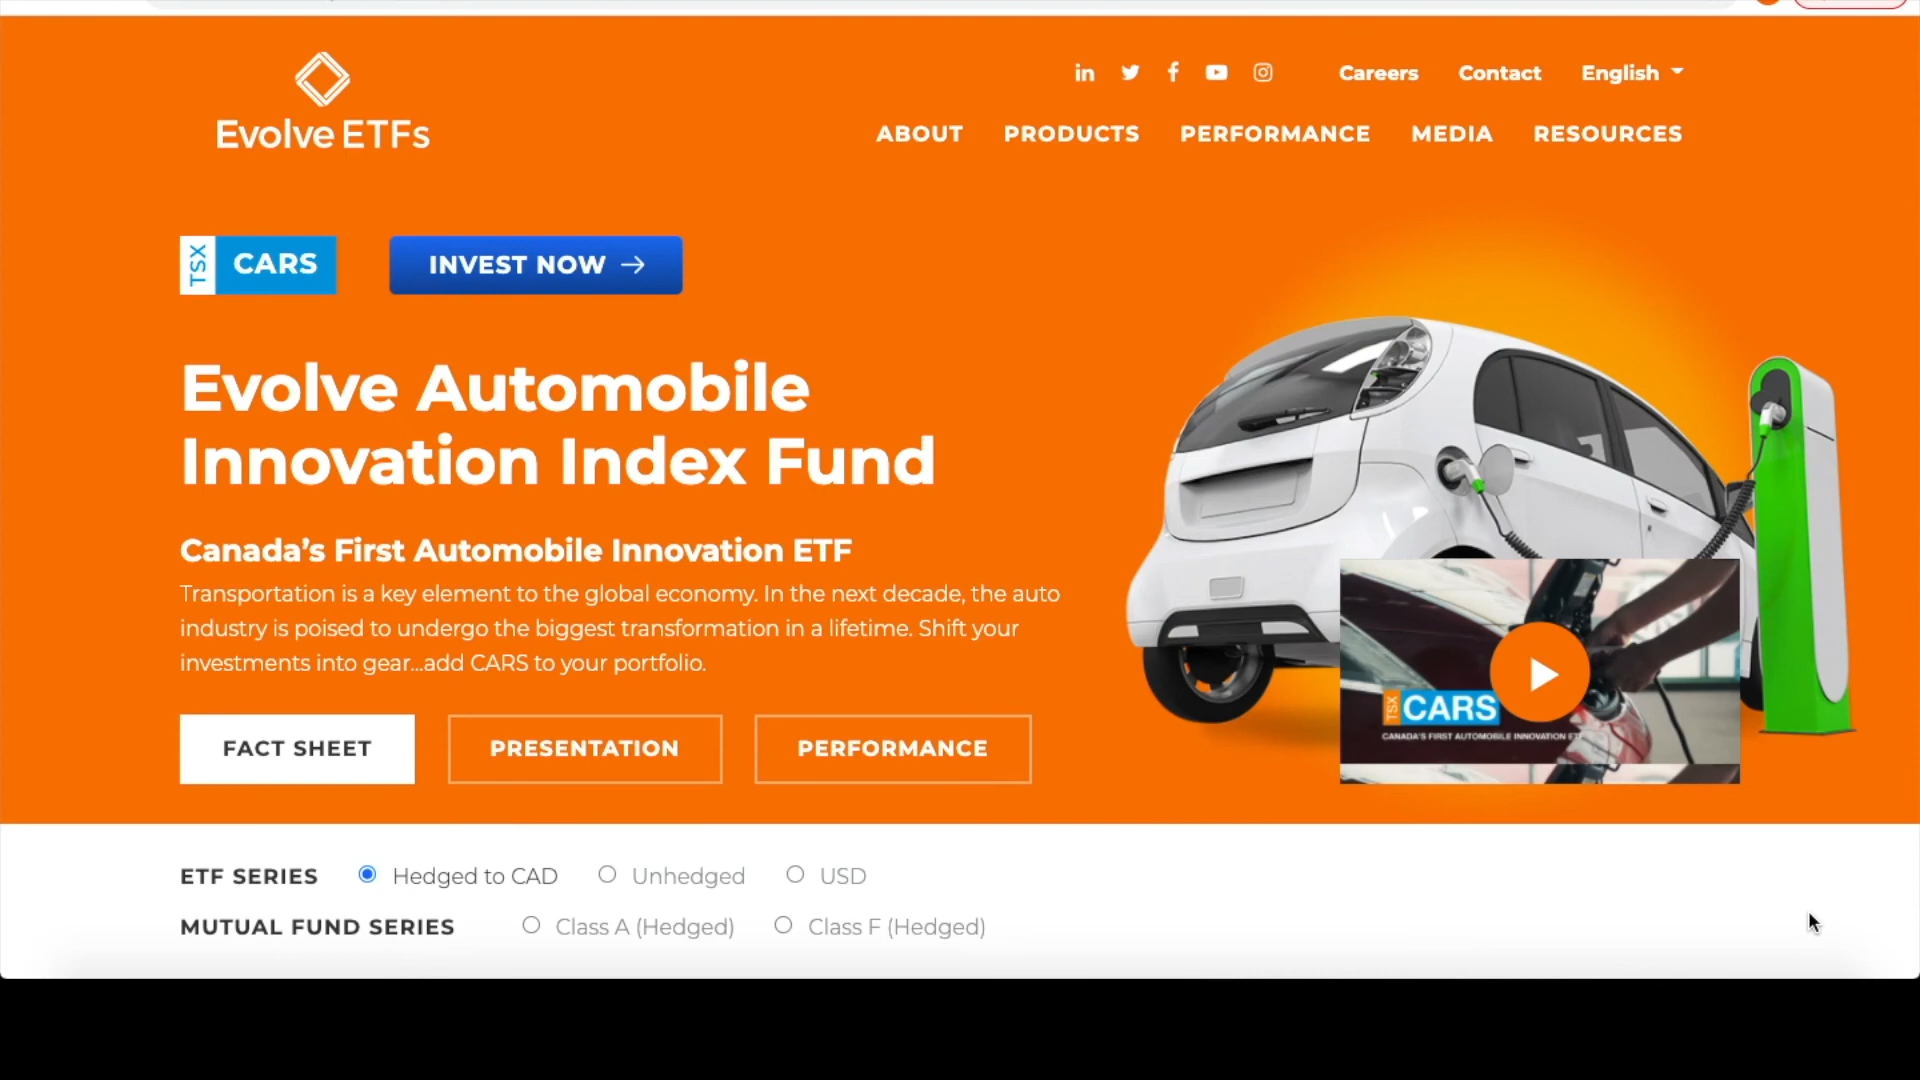 Careers Contact English
Evolve ETFs
ABOUT PRODUCTS PERFORMANCE MEDIA RESOURCES
TSX CARS
INVEST NOW →
Evolve Automobile
Innovation Index Fund
Canada’s First Automobile Innovation ETF
Transportation is a key element to the global economy. In the next decade, the auto
industry is poised to undergo the biggest transformation in a lifetime. Shift your
investments into gear...add CARS to your portfolio.
TSX CARS
CANADA'S FIRST AUTOMOBILE INNOVATION
FACT SHEET PRESENTATION PERFORMANCE
ETF SERIES Hedged to CAD Unhedged USD
MUTUAL FUND SERIES Class A (Hedged) Class F (Hedged)